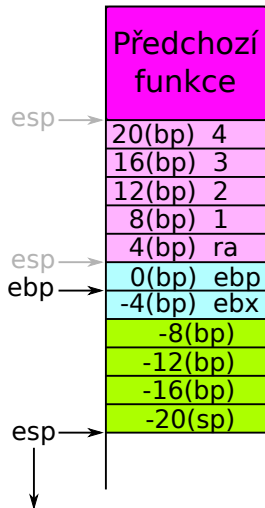 Předchozí
funkce
esp
20(bp) 4
16(bp) 3
12(bp) 2
8(bp) 1
4(bp) ra
esp
0(bp) ebp
ebp
-4(bp) ebx
-8(bp)
-12(bp)
-16(bp)
-20(sp)
esp